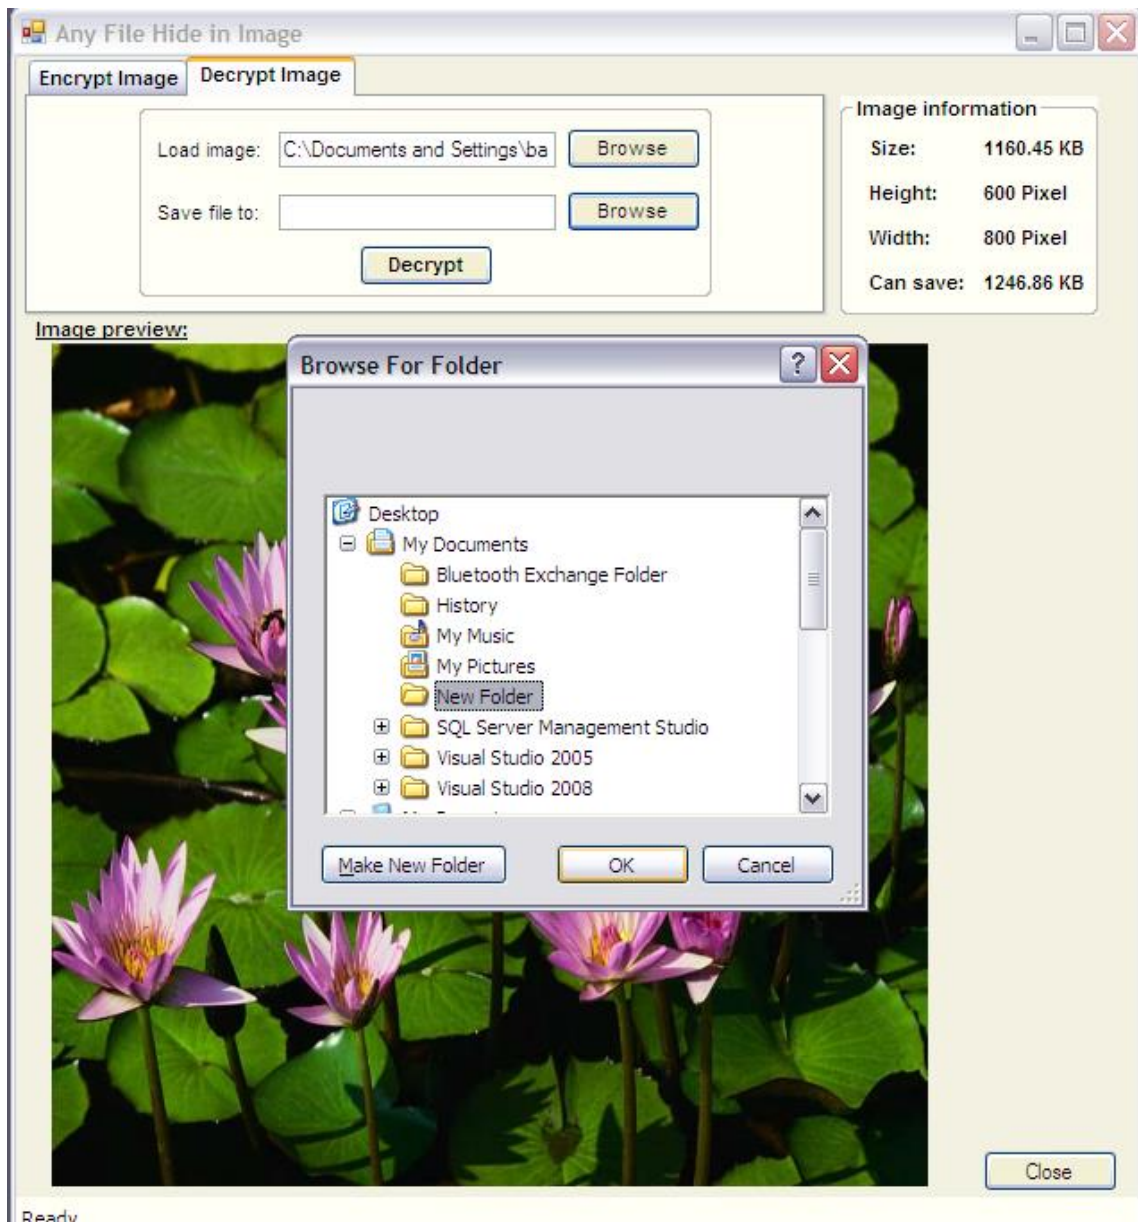 Any File Hide in Image
Encrypt Image Decrypt Image
Load image: C:\Documents and Settings\ba Browse
Save file to: Browse
Decrypt
Image information
Size: 1160.45 KB
Height: 600 Pixel
Width: 800 Pixel
Can save: 1246.86 KB
Image preview:
Browse For Folder
Desktop
My Documents
Bluetooth Exchange Folder
History
My Music
My Pictures
New Folder
SQL Server Management Studio
Visual Studio 2005
Visual Studio 2008
Make New Folder OK Cancel
Close
Ready